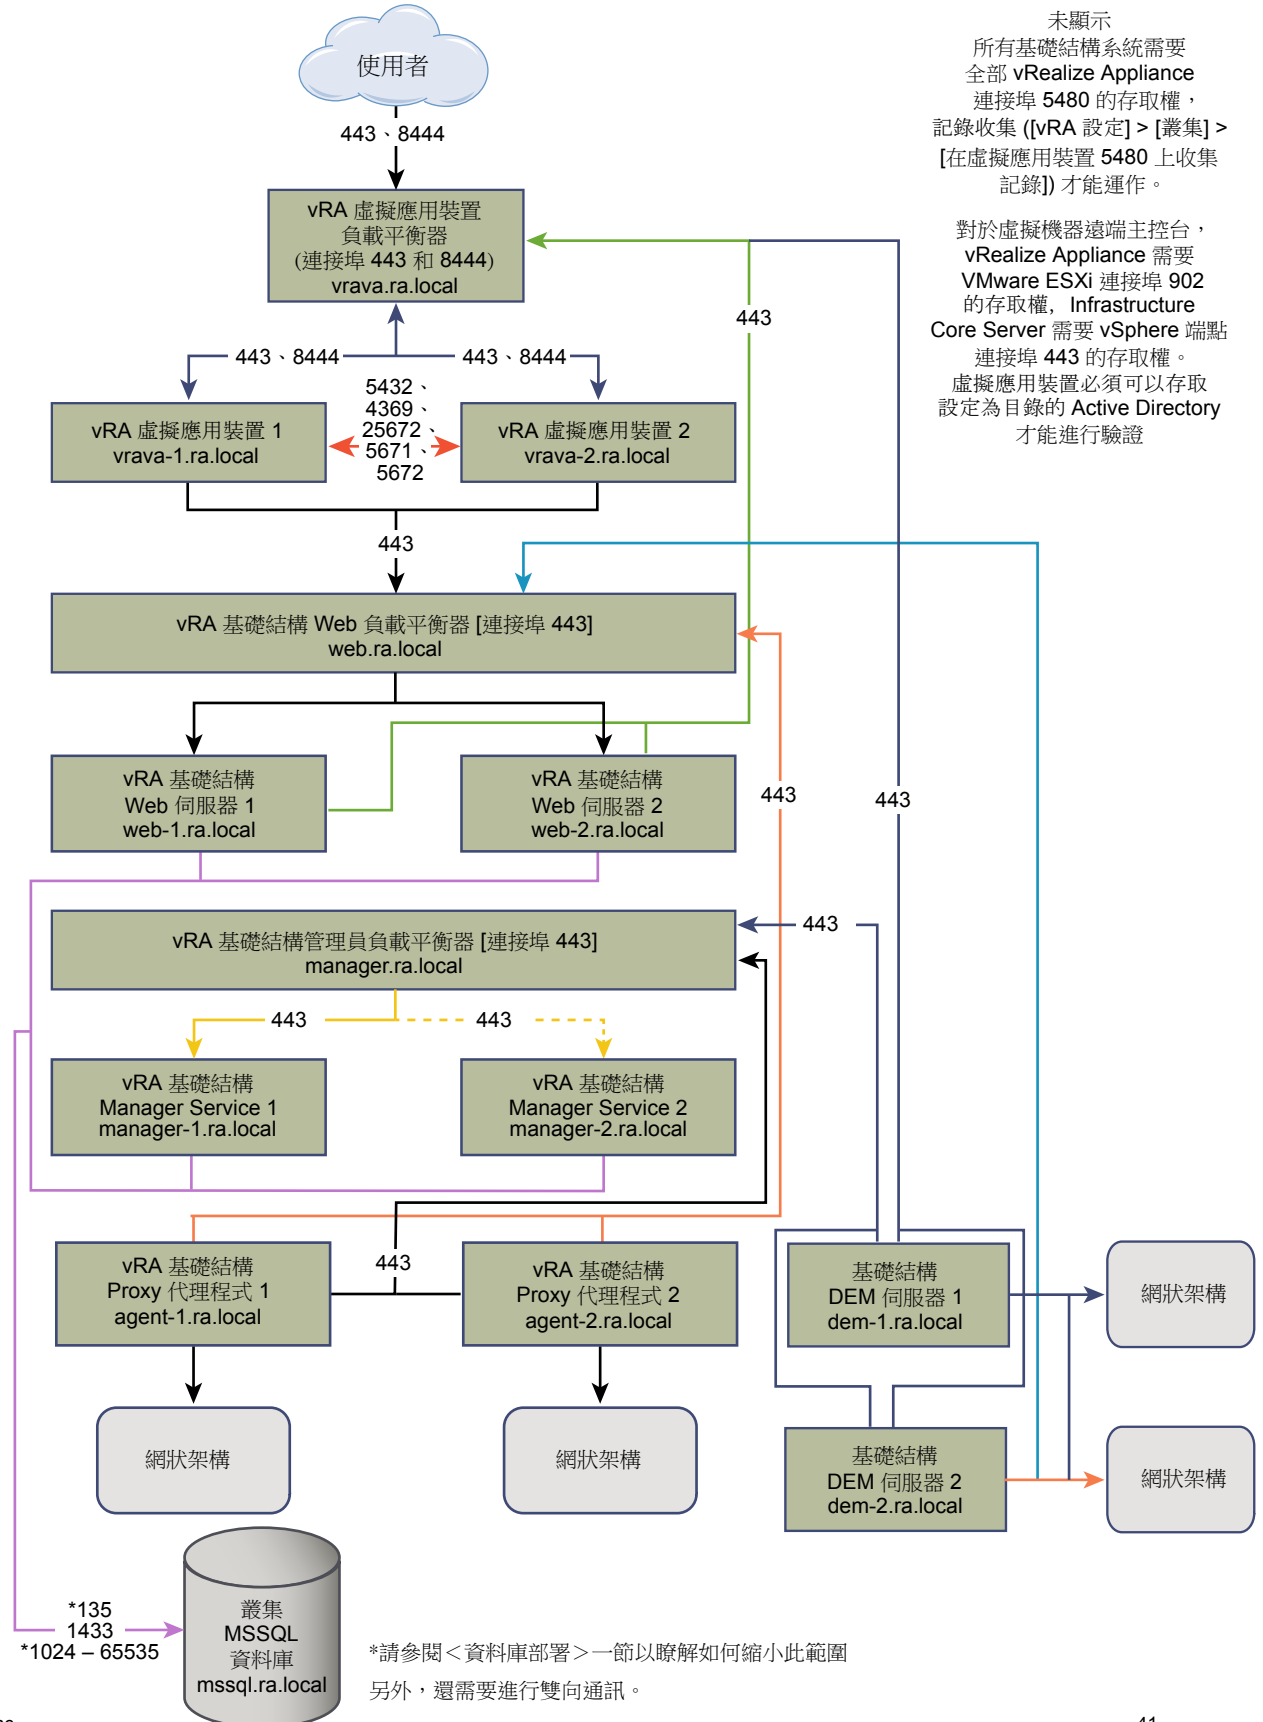 使用者
443、8444
vRA 虛擬應用裝置
負載平衡器
(連接埠 443 和 8444)
vrava.ra.local
未顯示
所有基礎結構系統需要
全部 vRealize Appliance
連接埠 5480 的存取權，
記錄收集 ([vRA 設定] > [叢集] >
[在虛擬應用裝置 5480 上收集
記錄]) 才能運作。
對於虛擬機器遠端主控台，
vRealize Appliance 需要
VMware ESXi 連接埠 902
的存取權，Infrastructure
Core Server 需要 vSphere 端點
連接埠 443 的存取權。
虛擬應用裝置必須可以存取
設定為目錄的 Active Directory
才能進行驗證
443
443、8444
443、8444
vRA 虛擬應用裝置 1
vrava-1.ra.local
5432、
4369、
25672、
5671、
5672
vRA 虛擬應用裝置 2
vrava-2.ra.local
443
vRA 基礎結構 Web 負載平衡器 [連接埠 443]
web.ra.local
vRA 基礎結構
Web 伺服器 1
web-1.ra.local
vRA 基礎結構
Web 伺服器 2
web-2.ra.local
443
443
vRA 基礎結構管理員負載平衡器 [連接埠 443]
manager.ra.local
443
443
443
vRA 基礎結構
Manager Service 1
manager-1.ra.local
vRA 基礎結構
Manager Service 2
manager-2.ra.local
vRA 基礎結構
Proxy 代理程式 1
agent-1.ra.local
443
vRA 基礎結構
Proxy 代理程式 2
agent-2.ra.local
基礎結構
DEM 伺服器 1
dem-1.ra.local
網狀架構
網狀架構
網狀架構
基礎結構
DEM 伺服器 2
dem-2.ra.local
網狀架構
*135
1433
*1024 – 65535
叢集
MSSQL
資料庫
mssql.ra.local
*請參閱＜資料庫部署＞一節以瞭解如何縮小此範圍
另外，還需要進行雙向通訊。